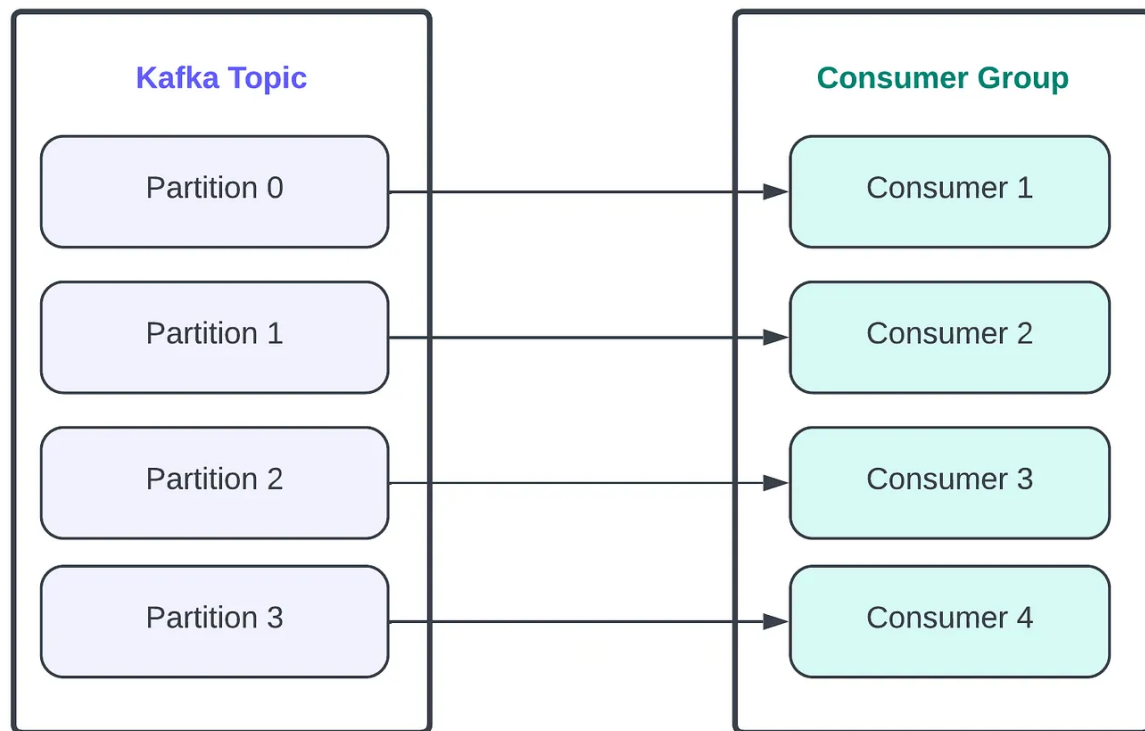 Kafka Topic
Partition 0
Partition 1
Partition 2
Partition 3
Consumer Group
Consumer 1
Consumer 2
Consumer 3
Consumer 4